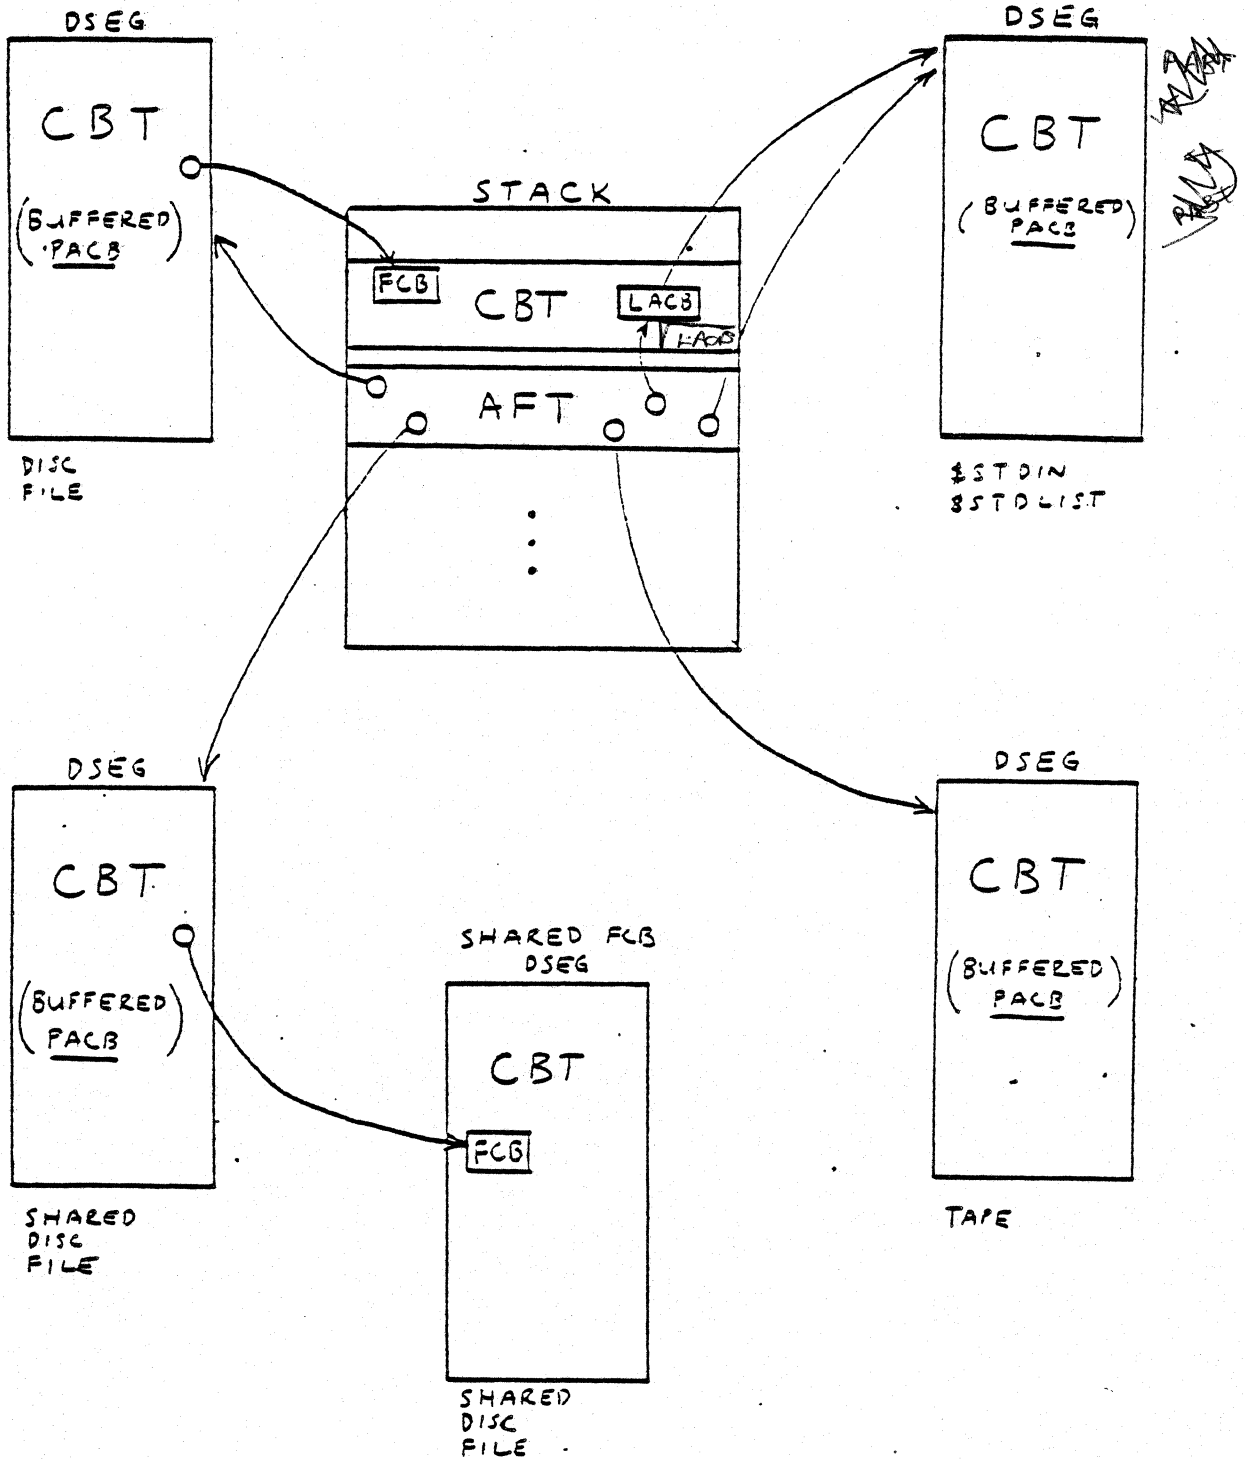 DSEG
CBT
(BUFFERED)
PACB
DISC
FILE
STACK
FCB
CBT
LACB
LACB
AFT
DSEG
CBT
(BUFFERED)
PACB
$STDIN
$STDLIST
DSEG
CBT
(BUFFERED)
PACB
SHARED
DISC
FILE
SHARED FCB
DSEG
CBT
FCB
SHARED
DISC
FILE
DSEG
CBT
(BUFFERED)
PACB
TAPE